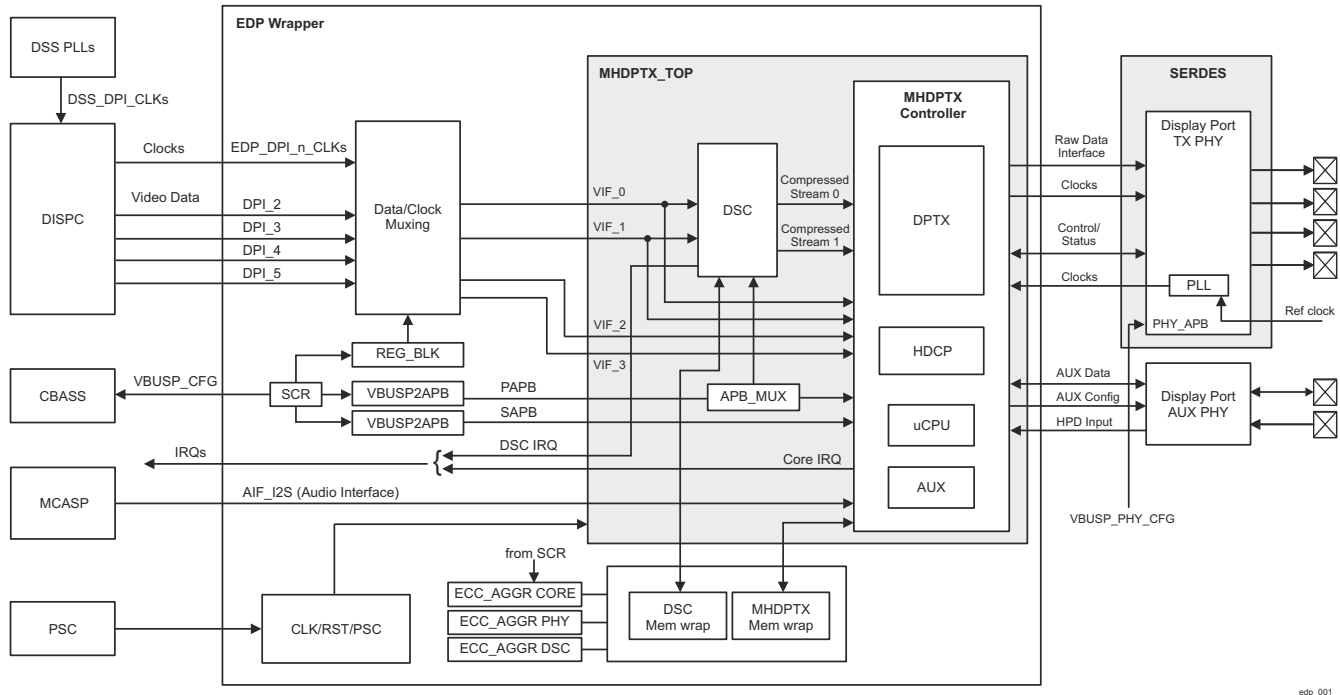 EDP Wrapper
DSS PLLs
DSS_DPI_CLKs
DISPC
Clocks
EDP_DPI_n_CLKs
Video Data
DPI_2
DPI_3
DPI_4
DPI_5
Data/Clock
Muxing
MHDPTX_TOP
VIF_0
VIF_1
VIF_2
VIF_3
DSC
Compressed
Stream 0
Compressed
Stream 1
MHDPTX
Controller
DPTX
HDCP
uCPU
AUX
Raw Data
Interface
Clocks
Control/
Status
Clocks
SERDES
Display Port
TX PHY
PLL
PHY_APB
Ref clock
CBASS
VBUSP_CFG
SCR
REG_BLK
VBUSP2APB
VBUSP2APB
PAPB
SAPB
APB_MUX
AUX Data
AUX Config
HPD Input
Display Port
AUX PHY
VBUSP_PHY_CFG
IRQs
{
DSC IRQ
Core IRQ
MCASP
AIF_I2S (Audio Interface)
PSC
CLK/RST/PSC
from SCR
ECC_AGGR CORE
ECC_AGGR PHY
ECC_AGGR DSC
DSC
Mem wrap
MHDPTX
Mem wrap
edp_001